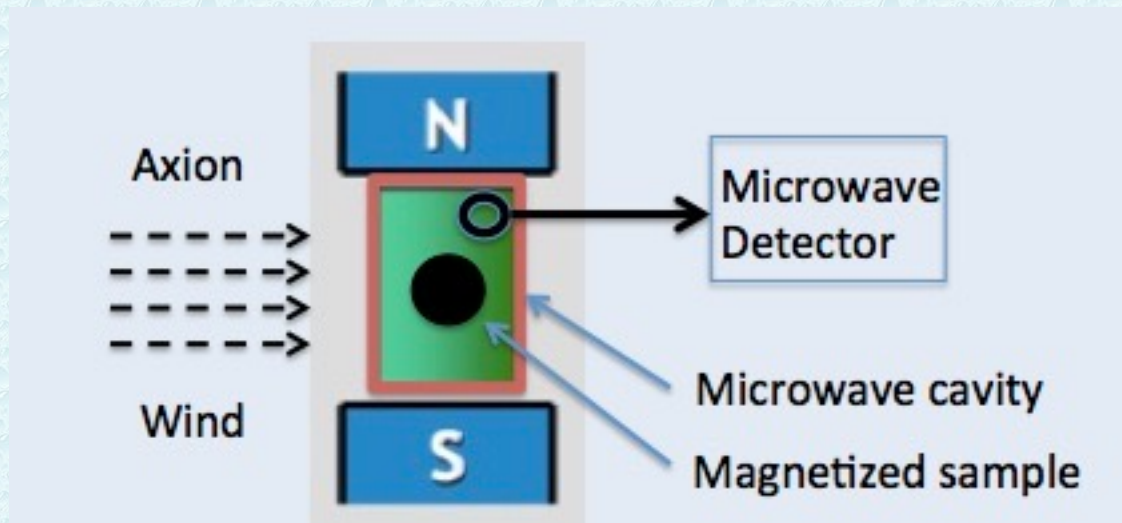 N
Axion
Microwave
Detector
Wind
Microwave cavity
S
Magnetized sample